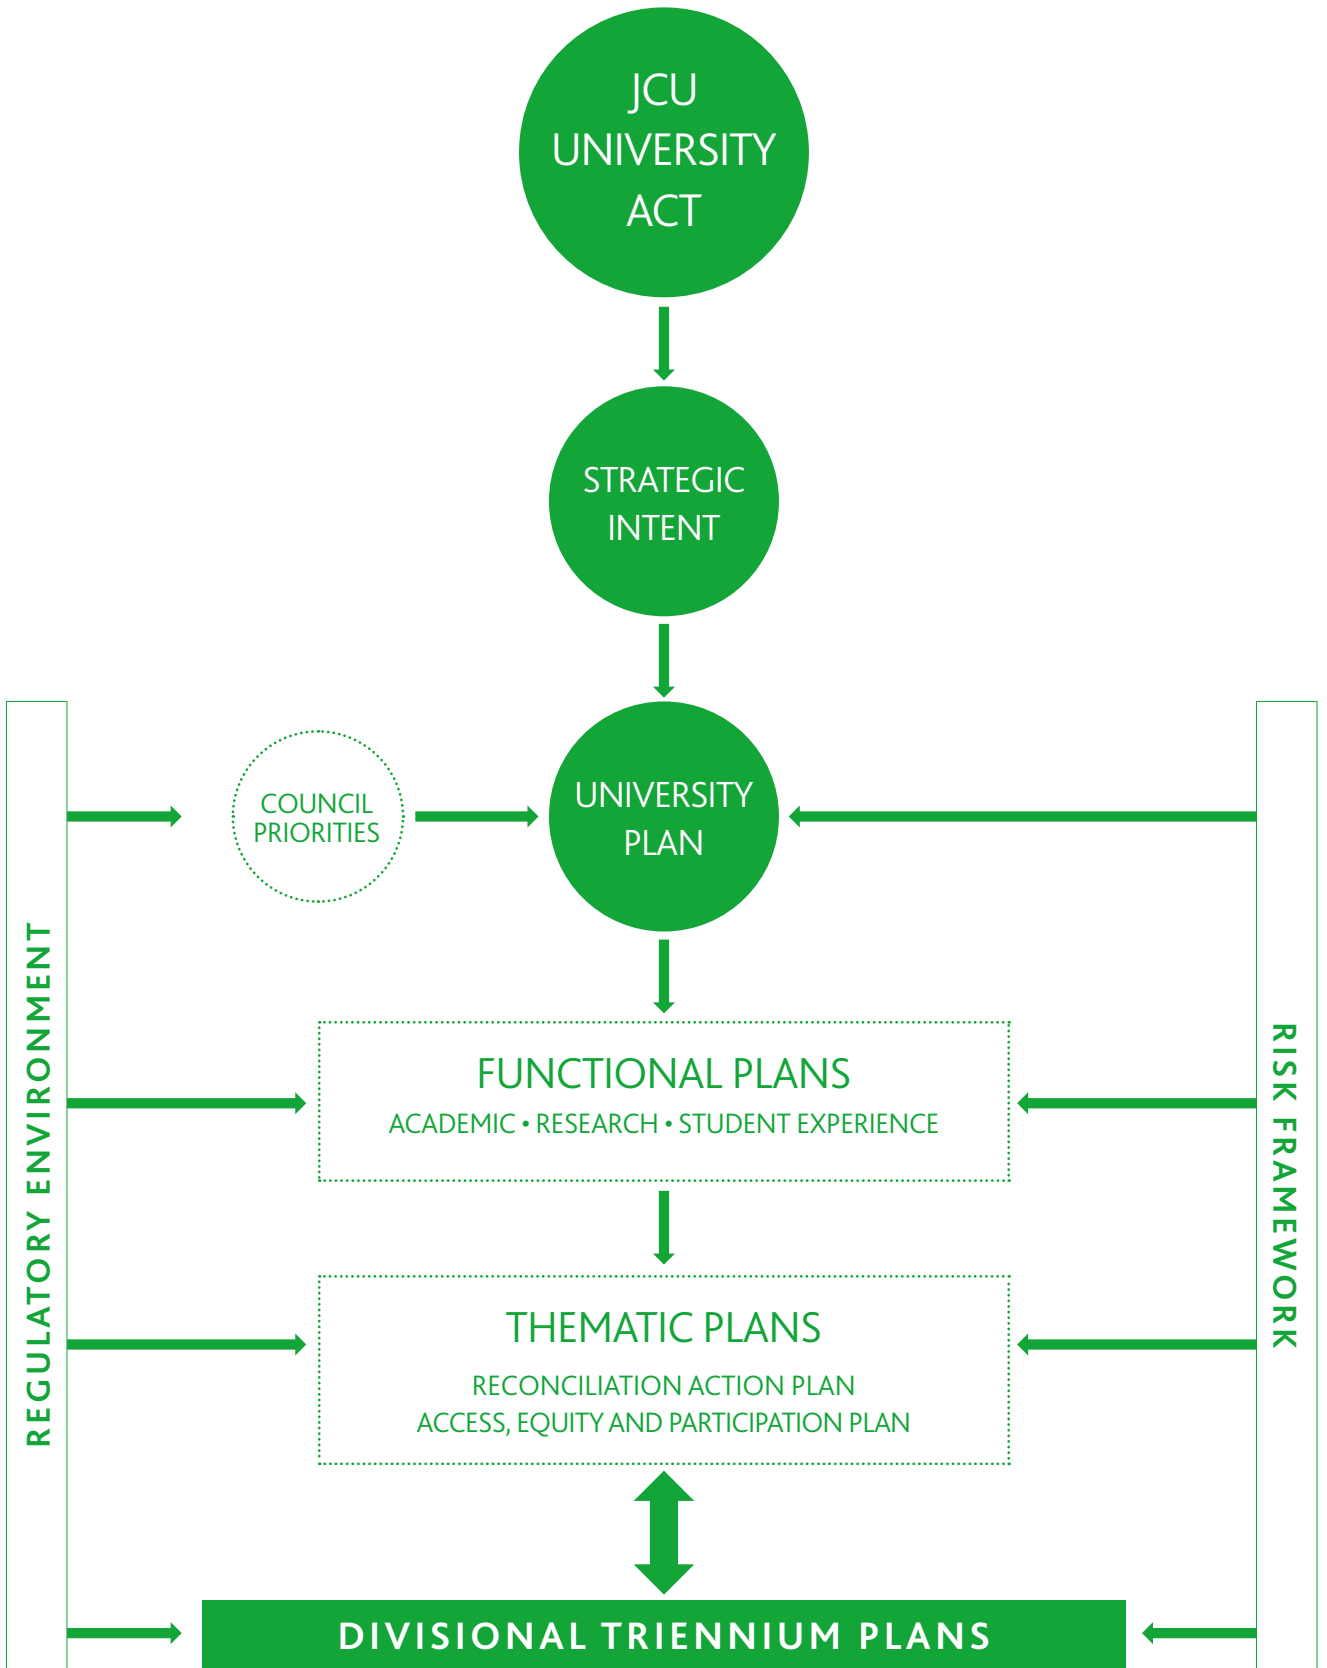 JCU
UNIVERSITY
ACT
STRATEGIC
INTENT
COUNCIL
PRIORITIES
UNIVERSITY
PLAN
REGULATORY ENVIRONMENT
RISK FRAMEWORK
FUNCTIONAL PLANS
ACADEMIC • RESEARCH • STUDENT EXPERIENCE
THEMATIC PLANS
RECONCILIATION ACTION PLAN
ACCESS, EQUITY AND PARTICIPATION PLAN
DIVISIONAL TRIENNIUM PLANS